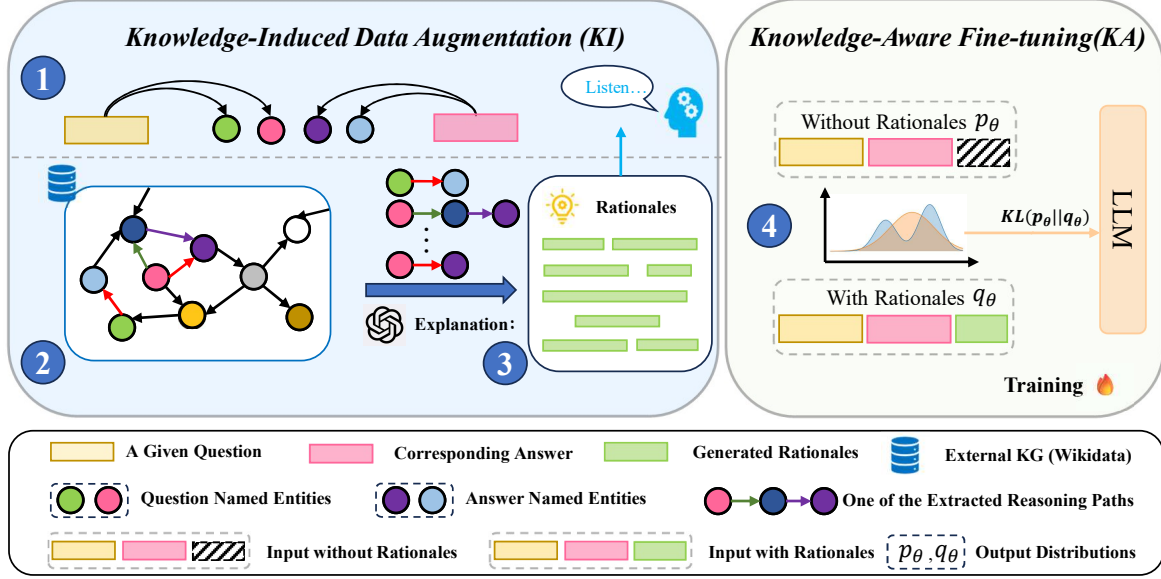 Knowledge-Induced Data Augmentation (KI)
1
Listen…
2
Explanation:
3
Rationales
Knowledge-Aware Fine-tuning(KA)
Without Rationales pθ
4
KL(pθ||qθ)
LLM
With Rationales qθ
Training
A Given Question
Corresponding Answer
Generated Rationales
External KG (Wikidata)
Question Named Entities
Answer Named Entities
One of the Extracted Reasoning Paths
Input without Rationales
Input with Rationales
pθ,qθ
Output Distributions